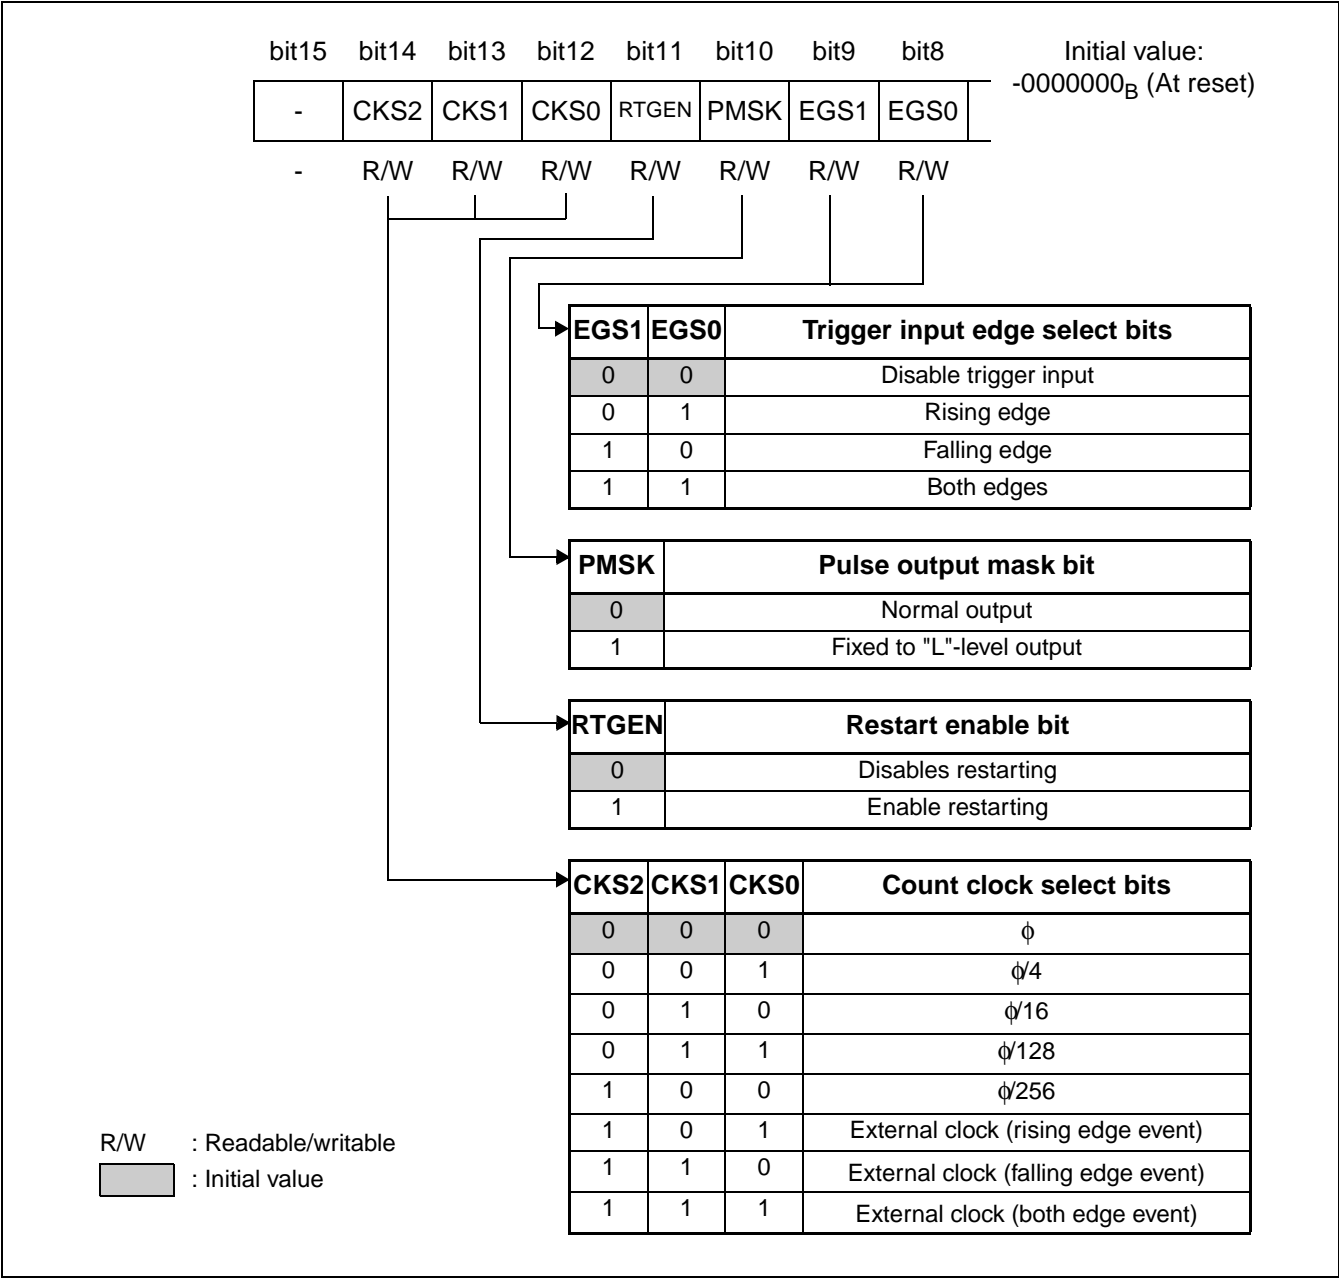 bit15 bit14 bit13 bit12 bit11 bit10 bit9 bit8 Initial value:
-0000000B (At reset)
- CKS2 CKS1 CKS0 RTGEN PMSK EGS1 EGS0
- R/W R/W R/W R/W R/W R/W R/W
EGS1 EGS0 Trigger input edge select bits
0 0 Disable trigger input
0 1 Rising edge
1 0 Falling edge
1 1 Both edges
PMSK Pulse output mask bit
0 Normal output
1 Fixed to "L"-level output
RTGEN Restart enable bit
0 Disables restarting
1 Enable restarting
CKS2 CKS1 CKS0 Count clock select bits
0 0 0 ϕ
0 0 1 ϕ/4
0 1 0 ϕ/16
0 1 1 ϕ/128
1 0 0 ϕ/256
1 0 1 External clock (rising edge event)
1 1 0 External clock (falling edge event)
1 1 1 External clock (both edge event)
R/W : Readable/writable
: Initial value